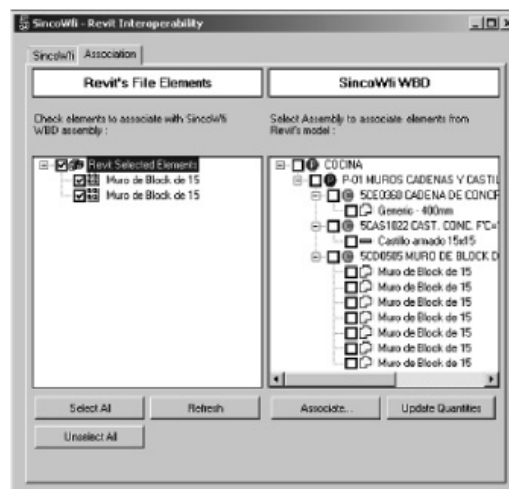 SincoWfi - Revit Interoperability
SincoWfi Association
Revit's File Elements
SincoWfi WBD
Check elements to associate with SincoWfi
WBD assembly :
Select Assembly to associate elements from
Revit's model :
Revit Selected Elements
Muro de Block de 15
Muro de Block de 15
COCINA
P-01 MUROS CADENAS Y CASTIL
5CE0360 CADENA DE CONCR
Generic - 400mm
5CAS1022 CAST. CONC. F'C=
Castillo armado 15x15
5CD0505 MURO DE BLOCK D
Muro de Block de 15
Muro de Block de 15
Muro de Block de 15
Muro de Block de 15
Muro de Block de 15
Muro de Block de 15
Muro de Block de 15
Select All
Refresh
Associate...
Update Quantities
Unselect All